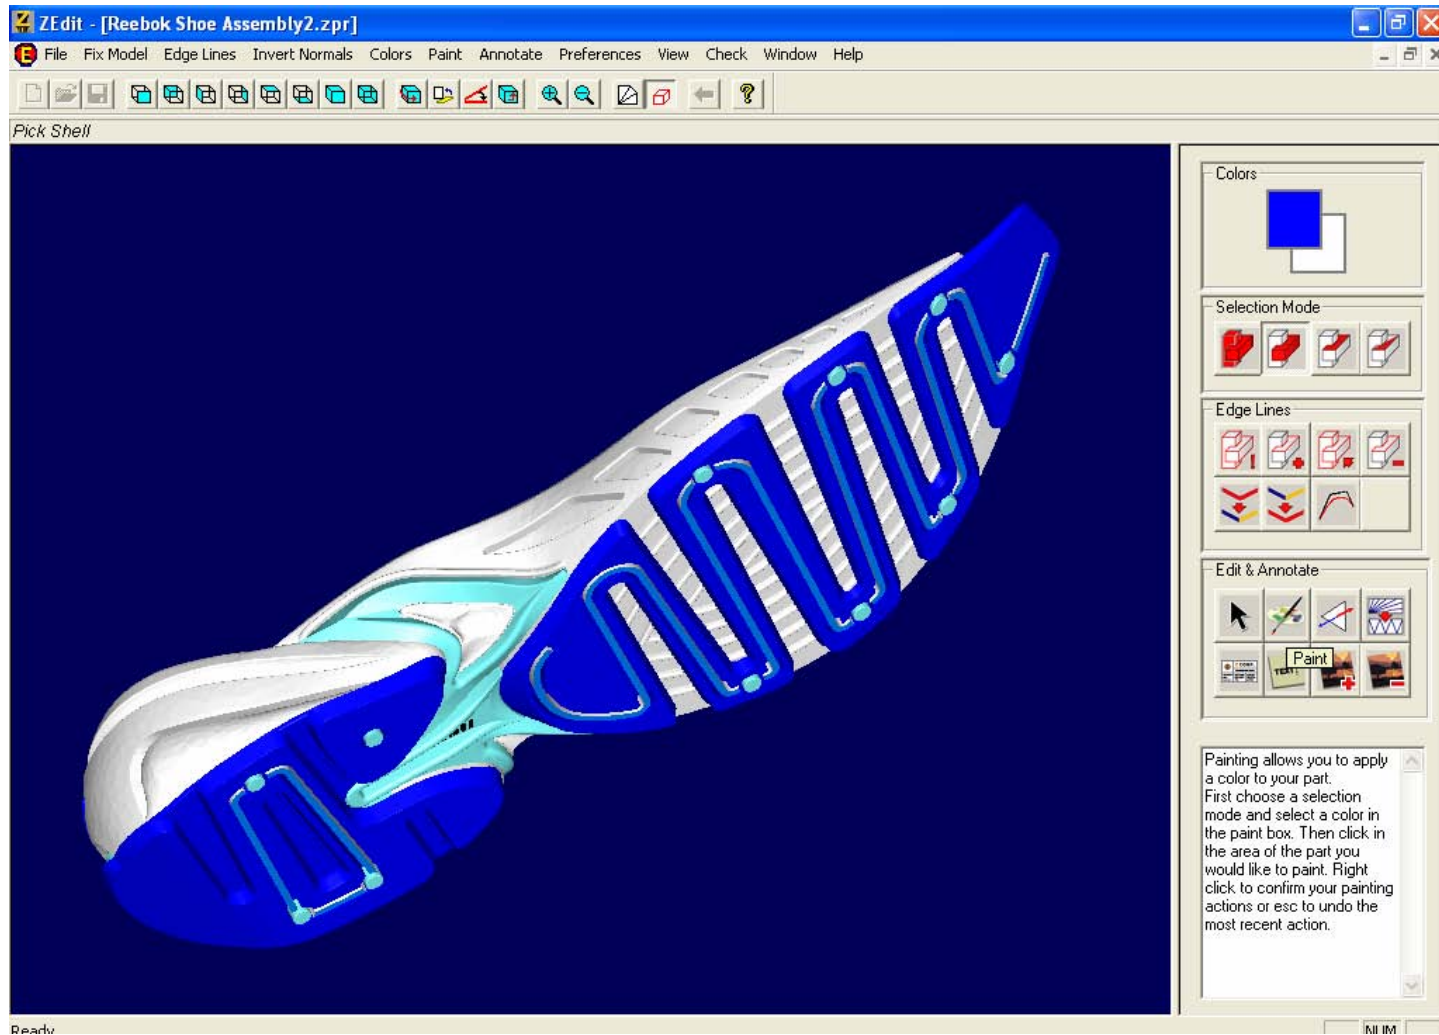 ZEdit - [Reebok Shoe Assembly2.zpr]
File Fix Model Edge Lines Invert Normals Colors Paint Annotate Preferences View Check Window Help
Pick Shell
Colors
Selection Mode
Edge Lines
Edit & Annotate
Paint
TEXT
Painting allows you to apply
a color to your part.
First choose a selection
mode and select a color in
the paint box. Then click in
the area of the part you
would like to paint. Right
click to confirm your painting
actions or esc to undo the
most recent action.
Ready
NUM